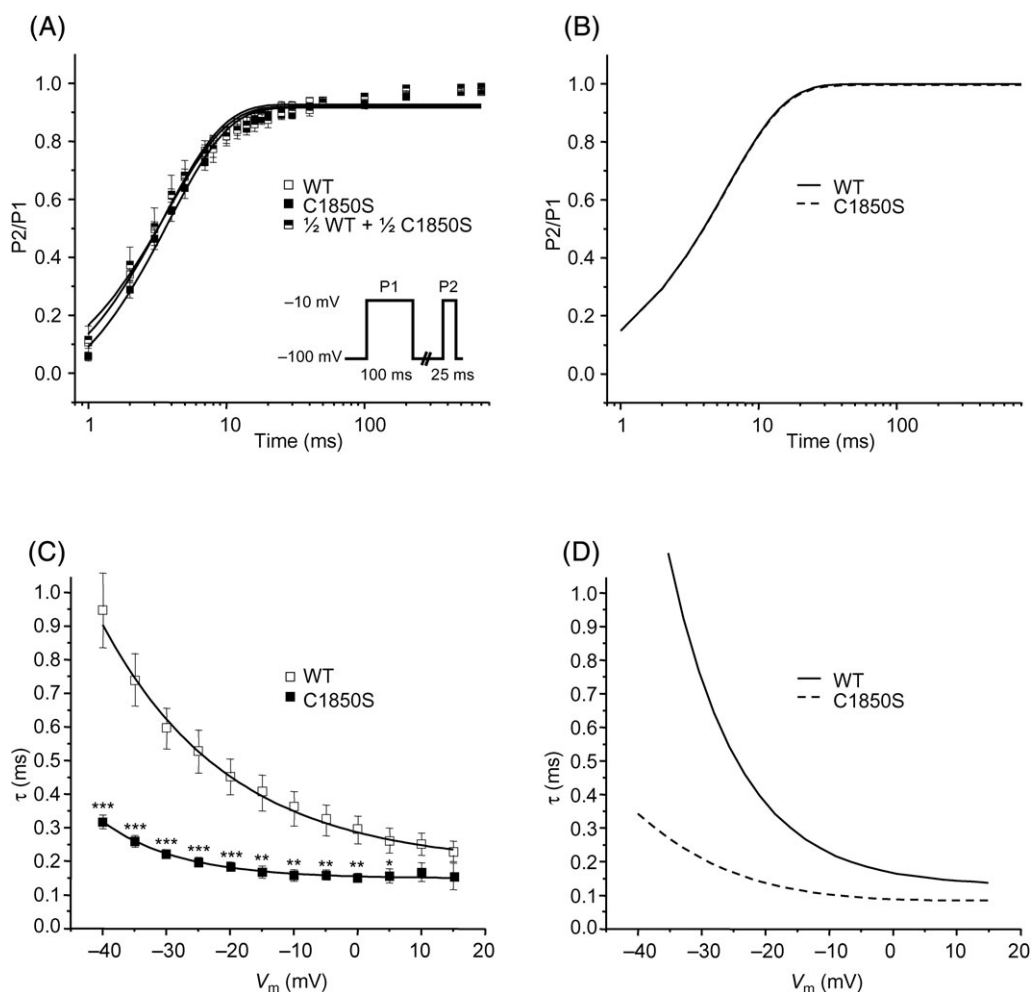 (A)
P2/P1
1.0
0.8
0.6
0.4
0.2
0.0
WT
C1850S
½ WT + ½ C1850S
P1
P2
–10 mV
–100 mV
100 ms
25 ms
1
10
100
Time (ms)
(B)
P2/P1
1.0
0.8
0.6
0.4
0.2
0.0
WT
C1850S
1
10
100
Time (ms)
(C)
τ (ms)
1.0
0.9
0.8
0.7
0.6
0.5
0.4
0.3
0.2
0.1
0.0
WT
C1850S
*** *** *** *** *** ** ** ** ** *
–40 –30 –20 –10 0 10 20
Vm (mV)
(D)
τ (ms)
1.0
0.9
0.8
0.7
0.6
0.5
0.4
0.3
0.2
0.1
0.0
WT
C1850S
–40 –30 –20 –10 0 10 20
Vm (mV)